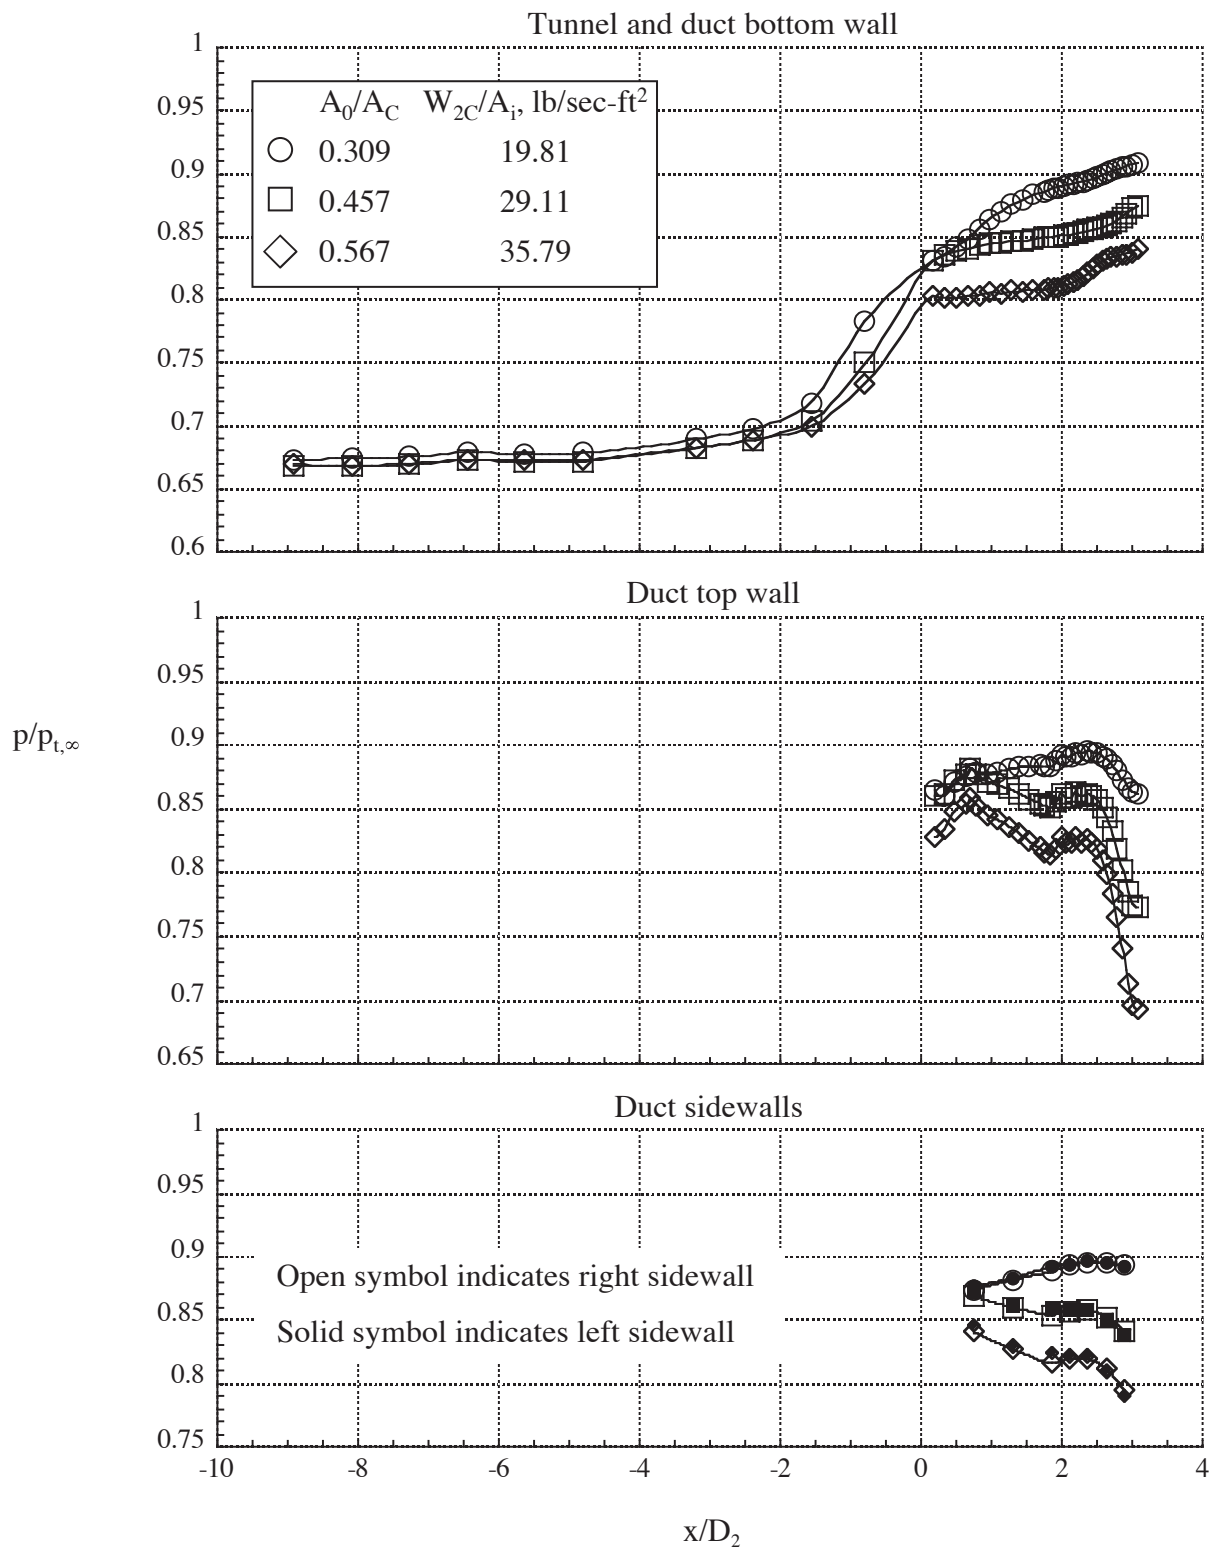 Tunnel and duct bottom wall
1
0.95
0.9
0.85
0.8
0.75
0.7
0.65
0.6
A0/AC W2C/Ai, lb/sec-ft²
0.309 19.81
0.457 29.11
0.567 35.79
Duct top wall
1
0.95
0.9
0.85
0.8
0.75
0.7
0.65
p/pt,∞
Duct sidewalls
1
0.95
0.9
0.85
0.8
0.75
Open symbol indicates right sidewall
Solid symbol indicates left sidewall
-10 -8 -6 -4 -2 0 2 4
x/D2